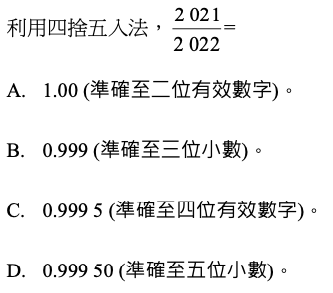 利用四捨五入法，2 021/2 022=
A. 1.00 (準確至二位有效數字)。
B. 0.999 (準確至三位小數)。
C. 0.999 5 (準確至四位有效數字)。
D. 0.999 50 (準確至五位小數)。